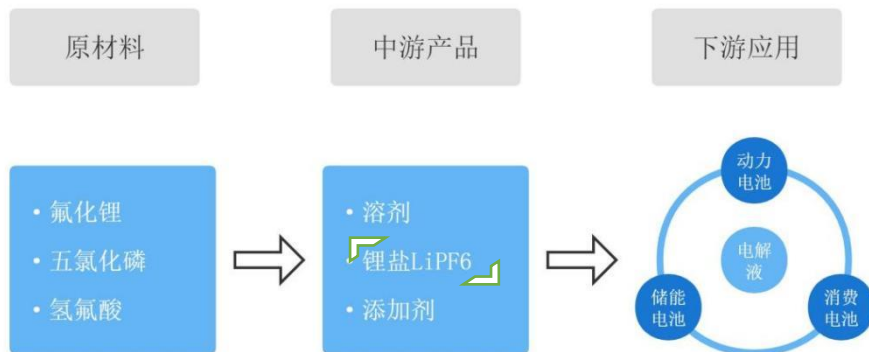 原材料
中游产品
下游应用
· 氟化锂
· 五氯化磷
· 氢氟酸
· 溶剂
· 锂盐LiPF6
· 添加剂
动力
电池
电解
液
储能
电池
消费
电池